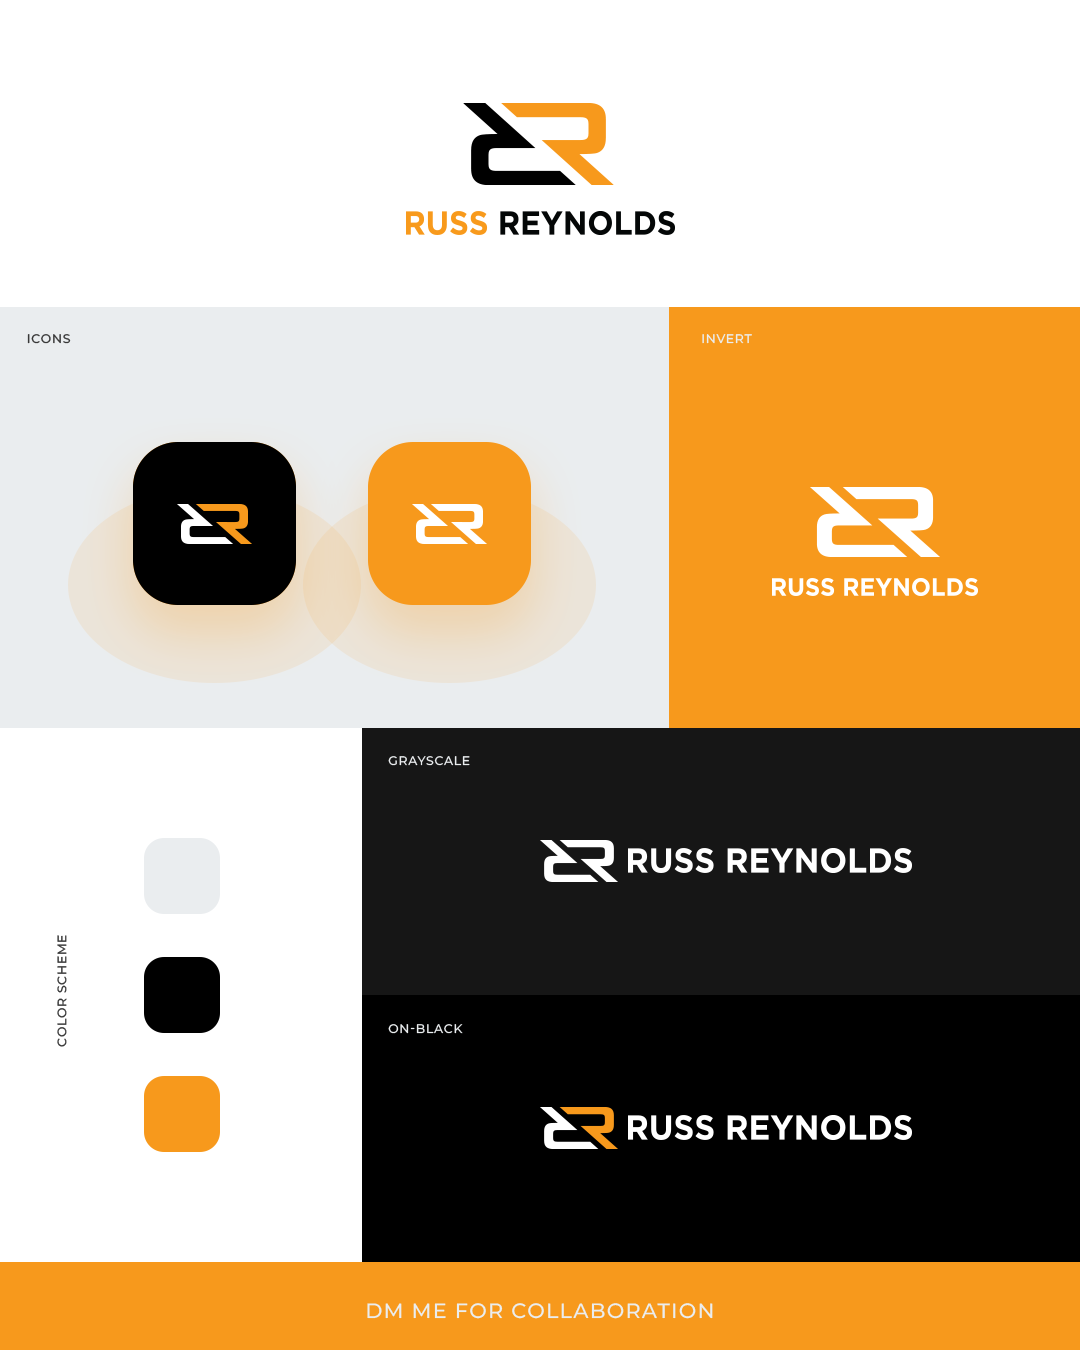 RUSS REYNOLDS
ICONS
INVERT
RUSS REYNOLDS
COLOR SCHEME
GRAYSCALE
RUSS REYNOLDS
ON-BLACK
RUSS REYNOLDS
DM ME FOR COLLABORATION